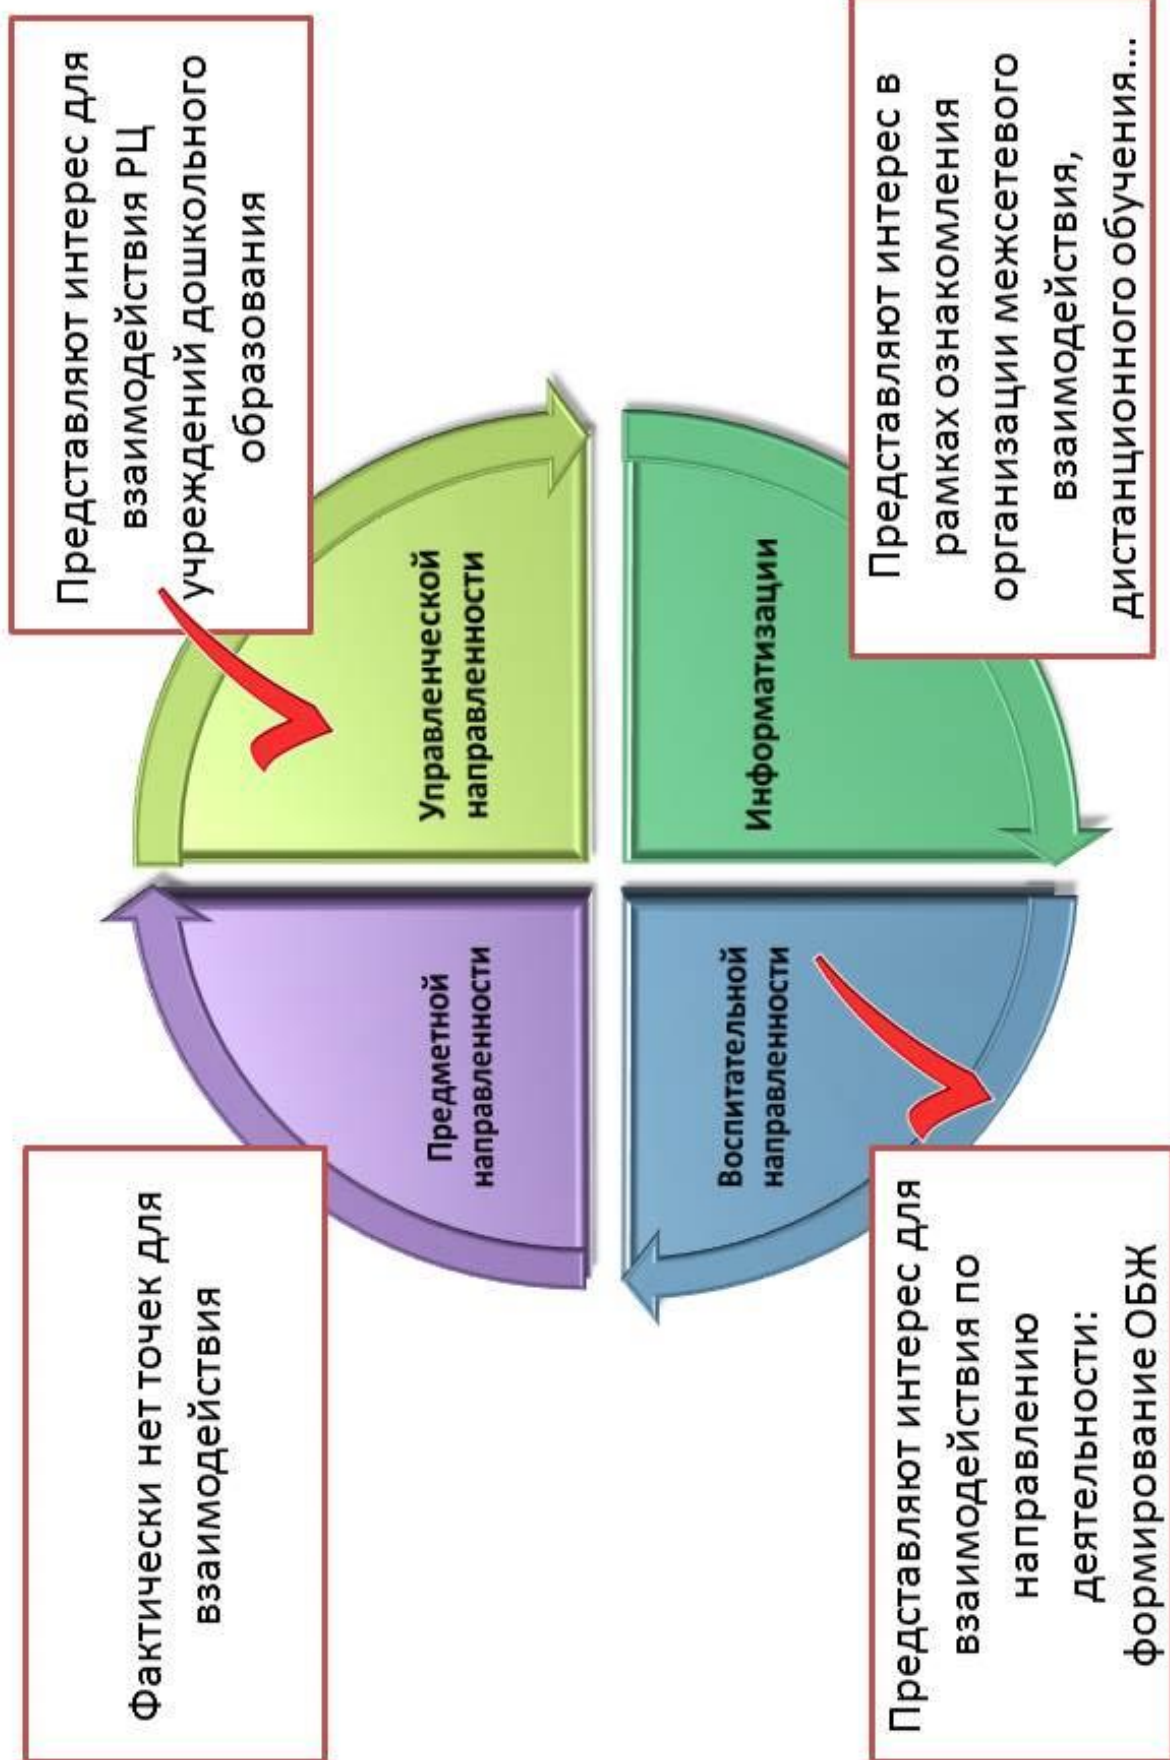 Фактически нет точек для
взаимодействия
Представляют интерес для
взаимодействия РЦ
учреждений дошкольного
образования
Предметной
направленности
Управленческой
направленности
Воспитательной
направленности
Информатизации
Представляют интерес для
взаимодействия по
направлению
деятельности:
формирование ОБЖ
Представляют интерес в
рамках ознакомления
организации межсетевого
взаимодействия,
дистанционного обучения...